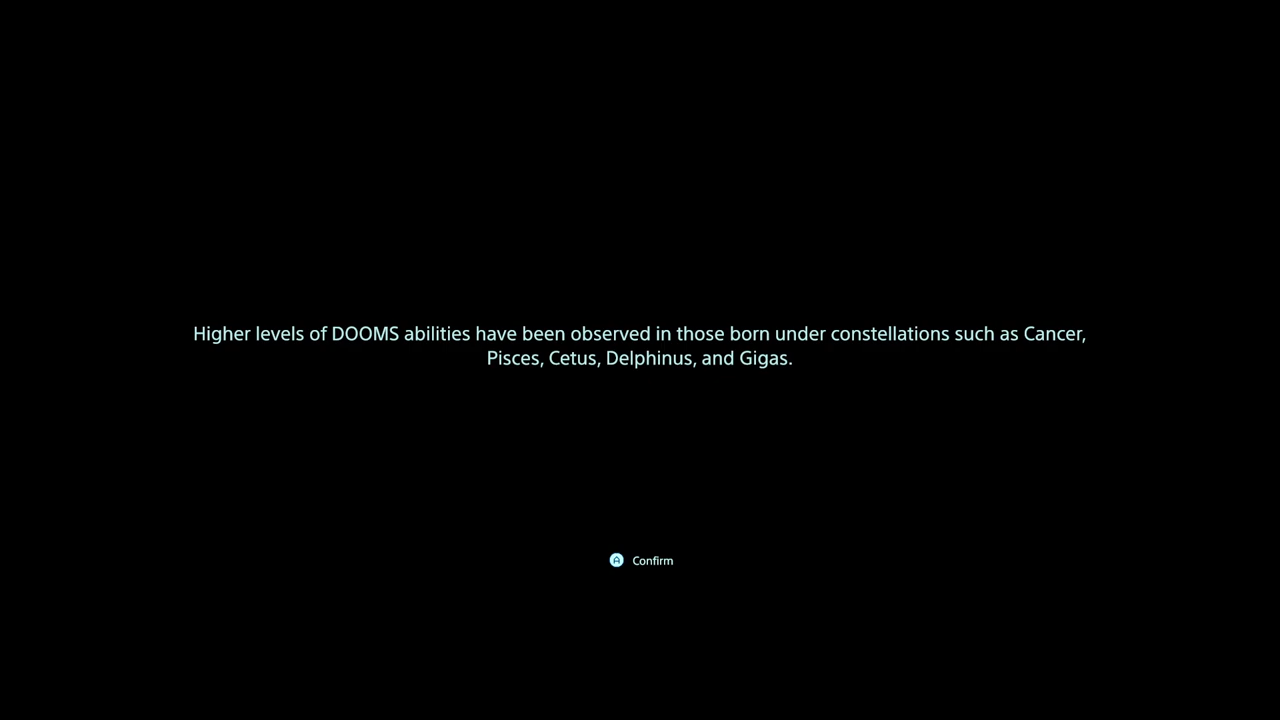 Higher levels of DOOMS abilities have been observed in those born under constellations such as Cancer,
Pisces, Cetus, Delphinus, and Gigas.
A Confirm